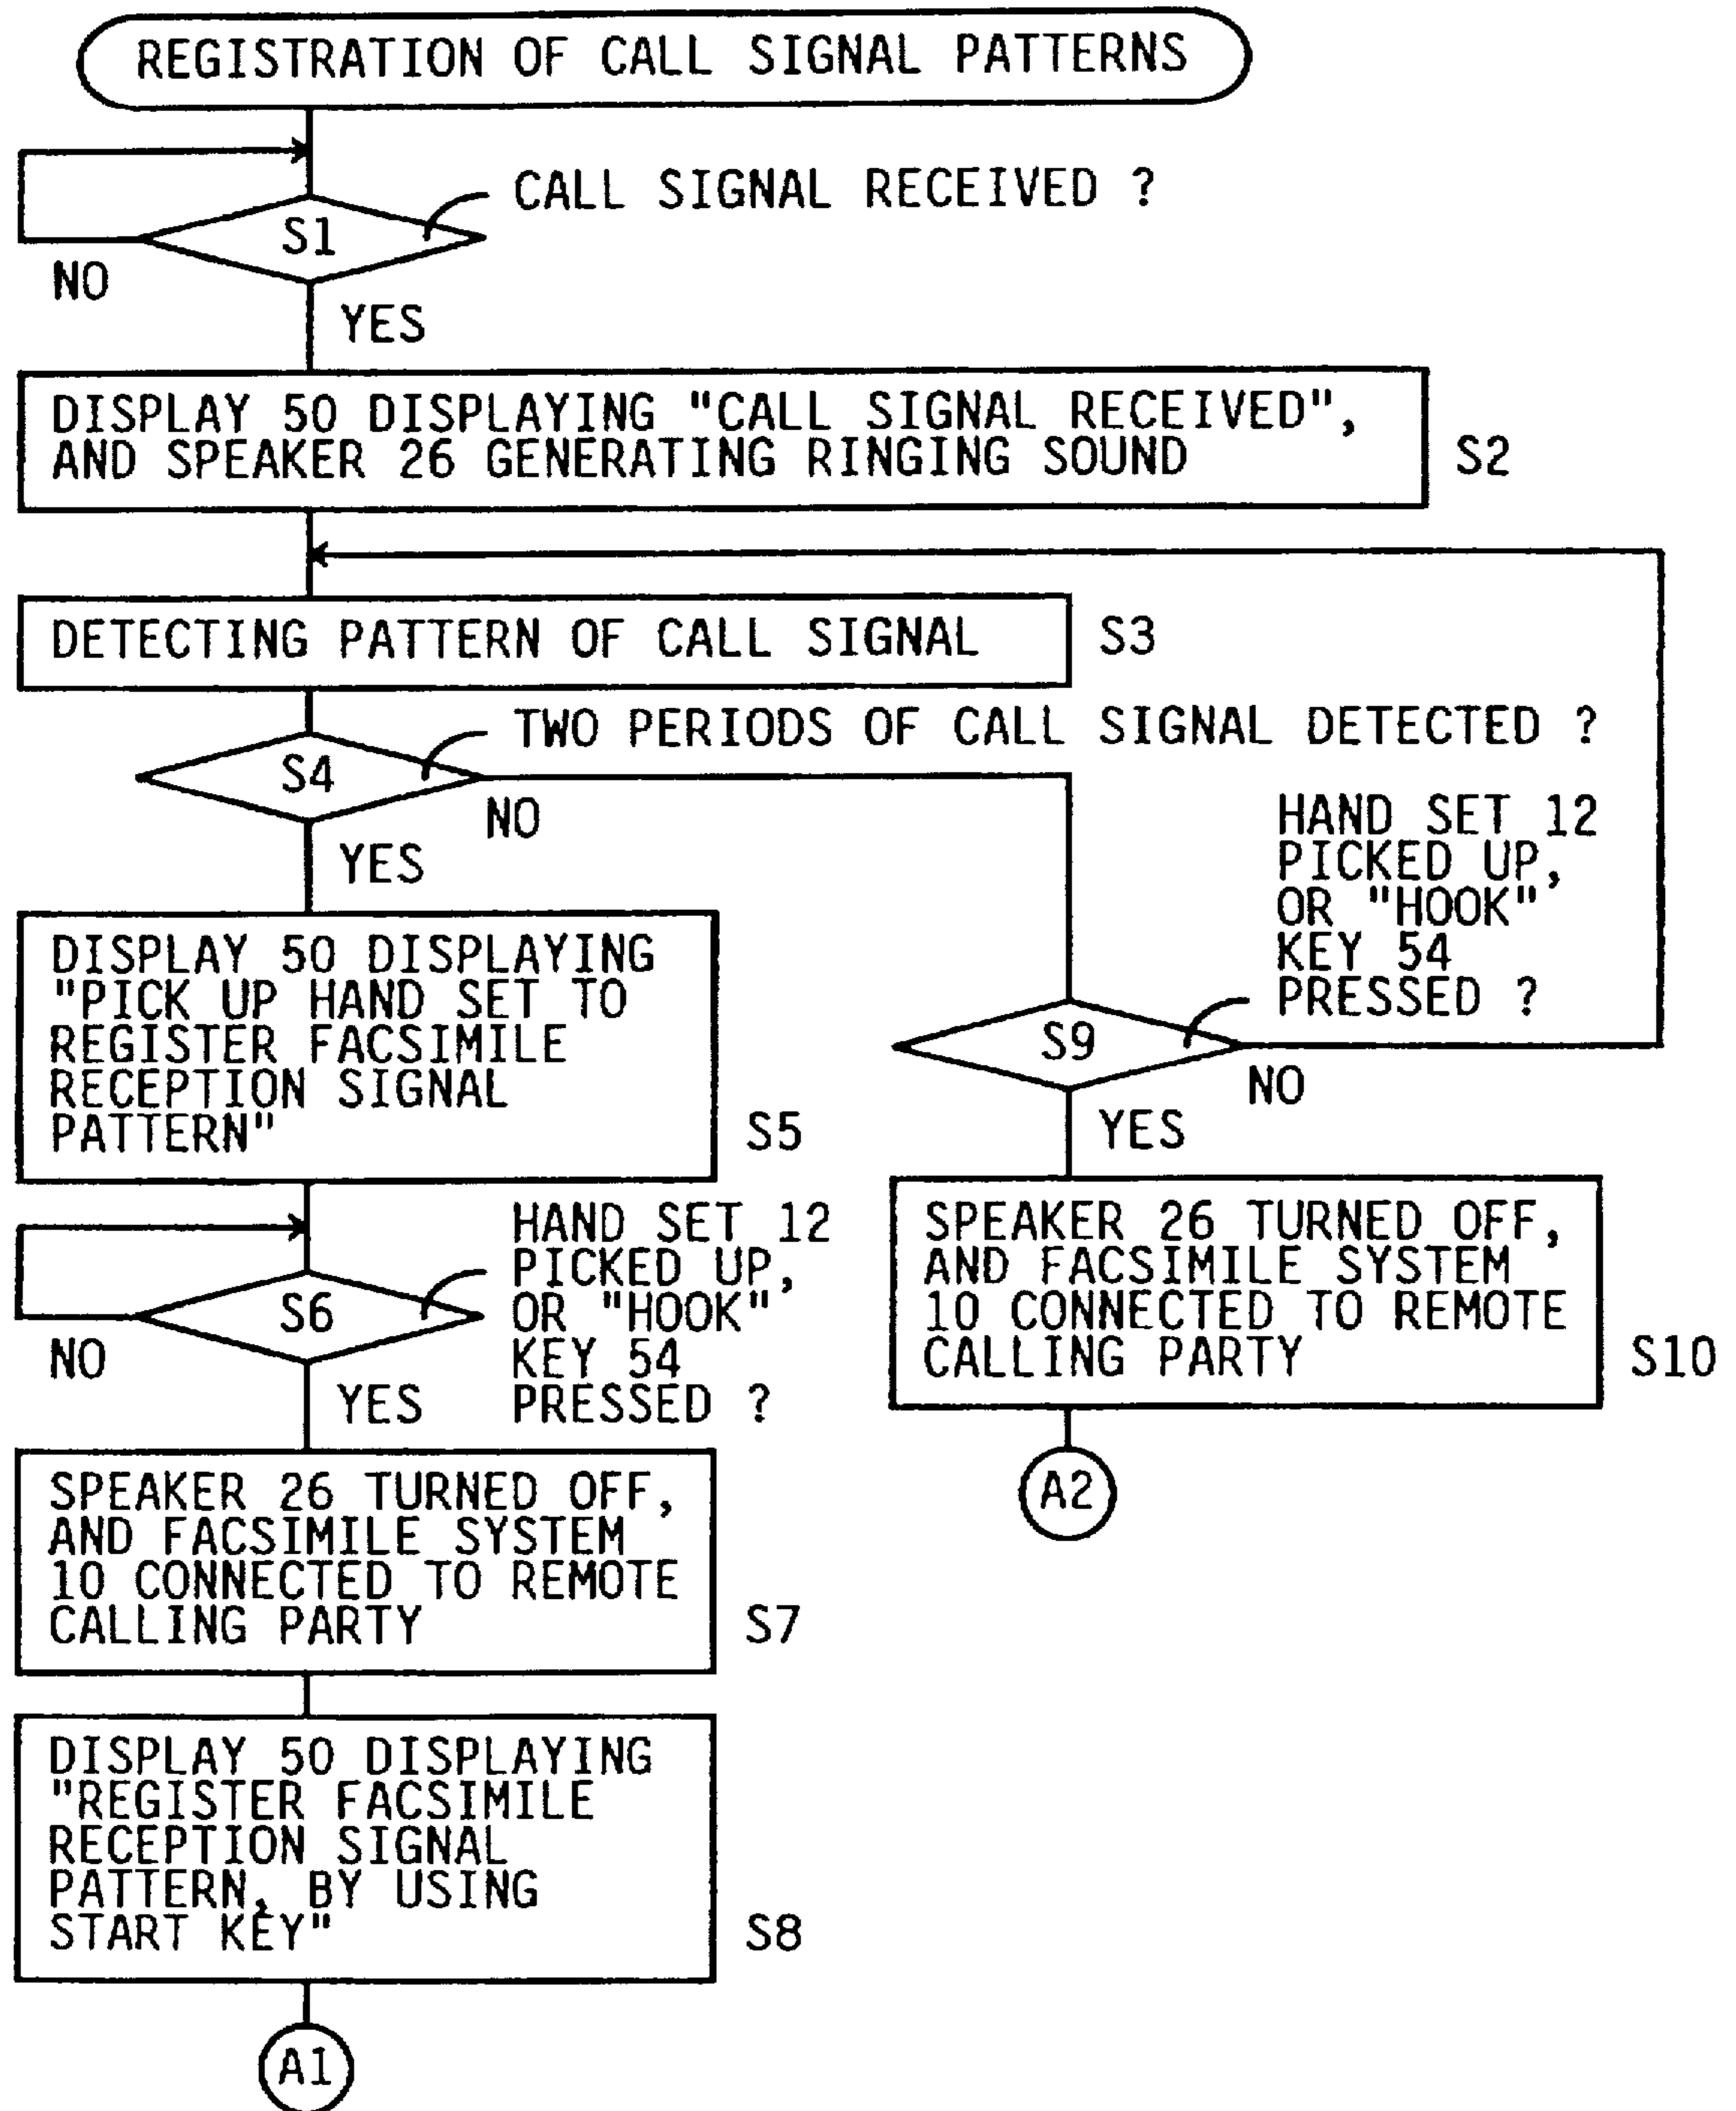 REGISTRATION OF CALL SIGNAL PATTERNS
CALL SIGNAL RECEIVED ?
S1
NO
YES
DISPLAY 50 DISPLAYING "CALL SIGNAL RECEIVED",
AND SPEAKER 26 GENERATING RINGING SOUND
S2
DETECTING PATTERN OF CALL SIGNAL
S3
TWO PERIODS OF CALL SIGNAL DETECTED ?
S4
NO
YES
HAND SET 12
PICKED UP,
OR "HOOK"
KEY 54
PRESSED ?
S9
NO
YES
DISPLAY 50 DISPLAYING
"PICK UP HAND SET TO
REGISTER FACSIMILE
RECEPTION SIGNAL
PATTERN"
S5
HAND SET 12
PICKED UP,
OR "HOOK"
KEY 54
PRESSED ?
S6
NO
YES
SPEAKER 26 TURNED OFF,
AND FACSIMILE SYSTEM
10 CONNECTED TO REMOTE
CALLING PARTY
S10
A2
SPEAKER 26 TURNED OFF,
AND FACSIMILE SYSTEM
10 CONNECTED TO REMOTE
CALLING PARTY
S7
DISPLAY 50 DISPLAYING
"REGISTER FACSIMILE
RECEPTION SIGNAL
PATTERN, BY USING
START KEY"
S8
A1